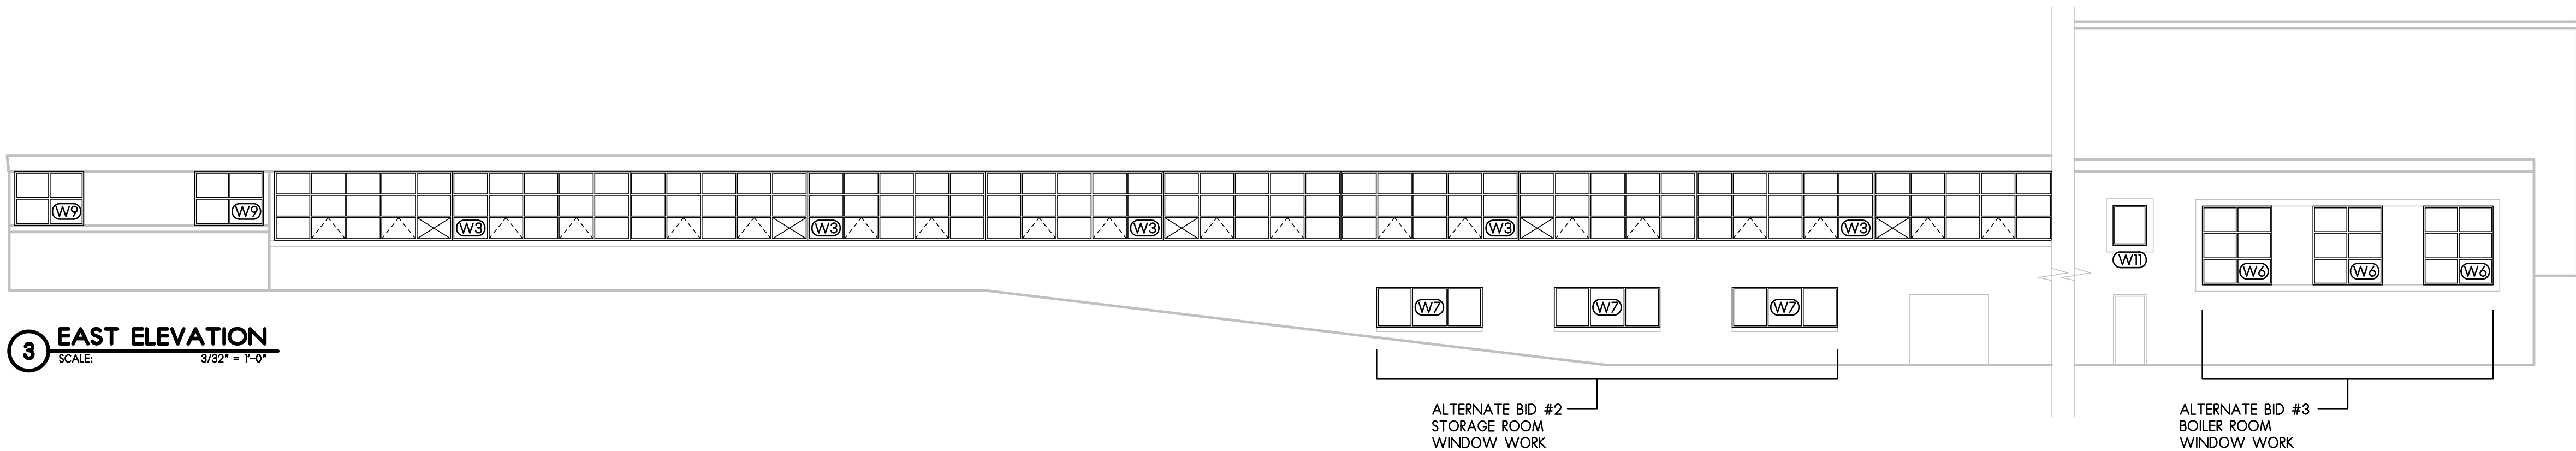 W9
W9
W3
W3
W3
W3
W3
W11
W6
W6
W6
W7
W7
W7
3 EAST ELEVATION
SCALE: 3/32" = 1'-0"
ALTERNATE BID #2
STORAGE ROOM
WINDOW WORK
ALTERNATE BID #3
BOILER ROOM
WINDOW WORK